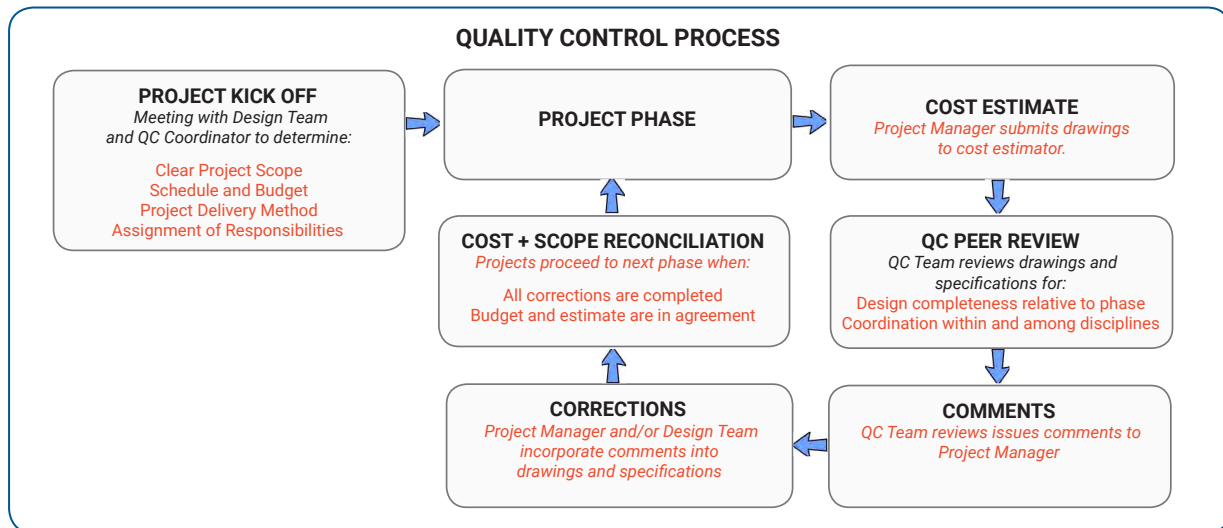 QUALITY CONTROL PROCESS
PROJECT KICK OFF
Meeting with Design Team
and QC Coordinator to determine:
Clear Project Scope
Schedule and Budget
Project Delivery Method
Assignment of Responsibilities
PROJECT PHASE
COST ESTIMATE
Project Manager submits drawings
to cost estimator.
QC PEER REVIEW
QC Team reviews drawings and
specifications for:
Design completeness relative to phase
Coordination within and among disciplines
COMMENTS
QC Team reviews issues comments to
Project Manager
CORRECTIONS
Project Manager and/or Design Team
incorporate comments into
drawings and specifications
COST + SCOPE RECONCILIATION
Projects proceed to next phase when:
All corrections are completed
Budget and estimate are in agreement